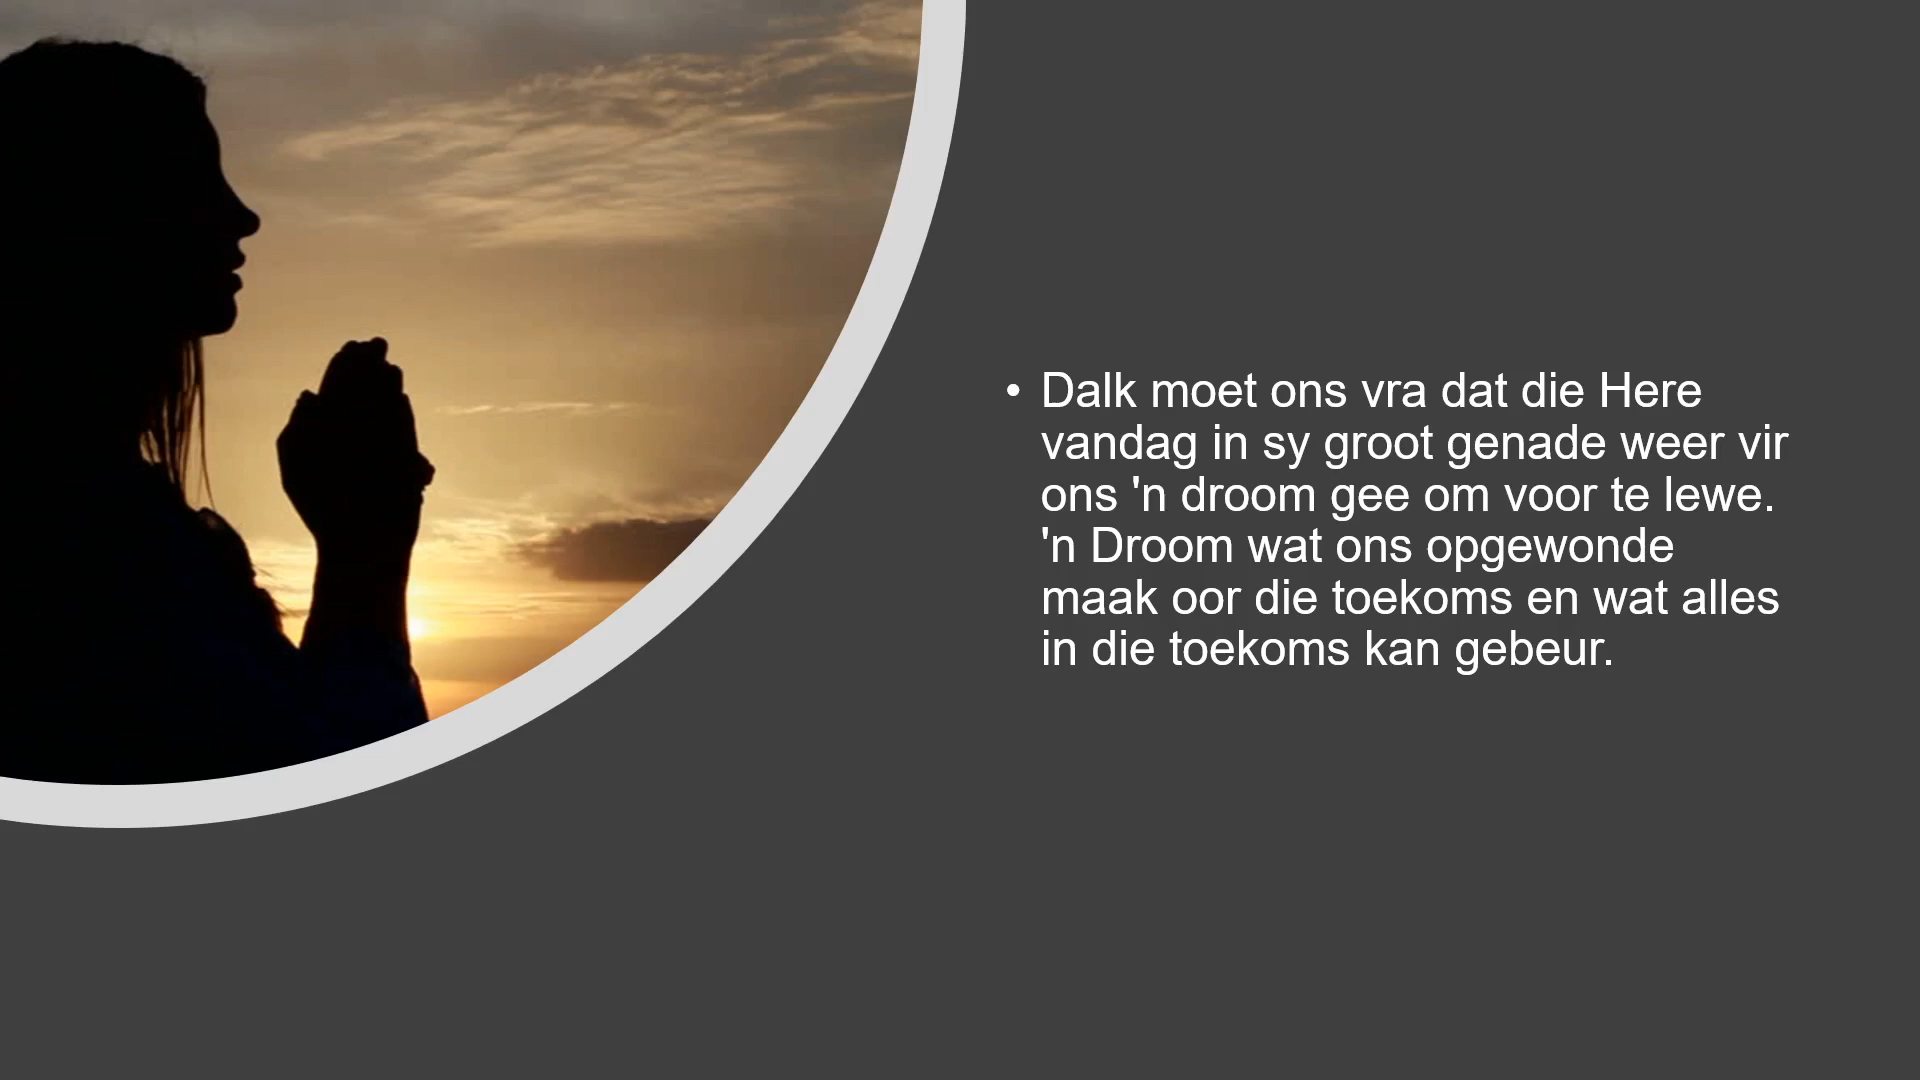 • Dalk moet ons vra dat die Here
vandag in sy groot genade weer vir
ons 'n droom gee om voor te lewe.
'n Droom wat ons opgewonde
maak oor die toekoms en wat alles
in die toekoms kan gebeur.